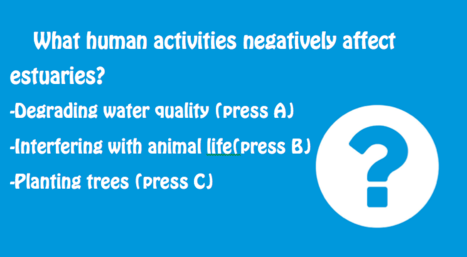 What human activities negatively affect
estuaries?
-Degrading water quality (press A)
-Interfering with animal life(press B)
-Planting trees (press C)
?